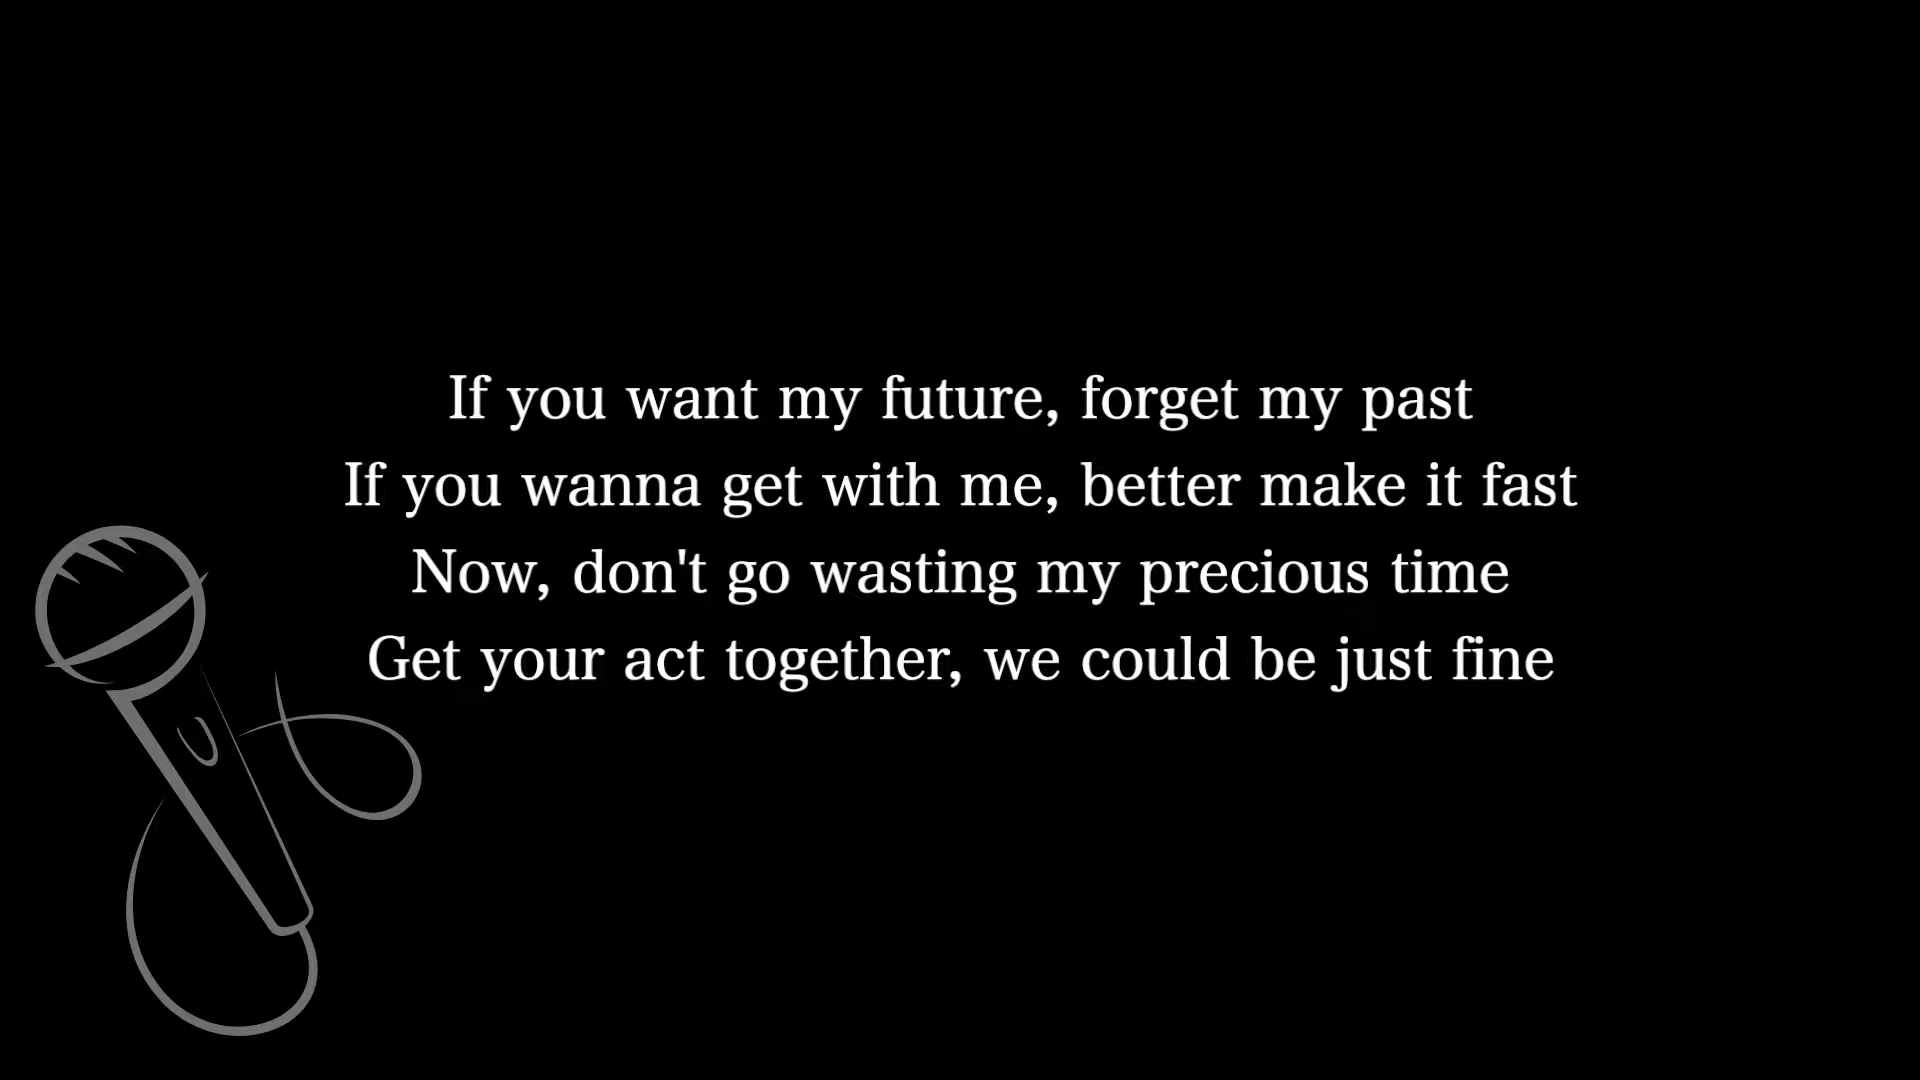 If you want my future, forget my past
If you wanna get with me, better make it fast
Now, don't go wasting my precious time
Get your act together, we could be just fine